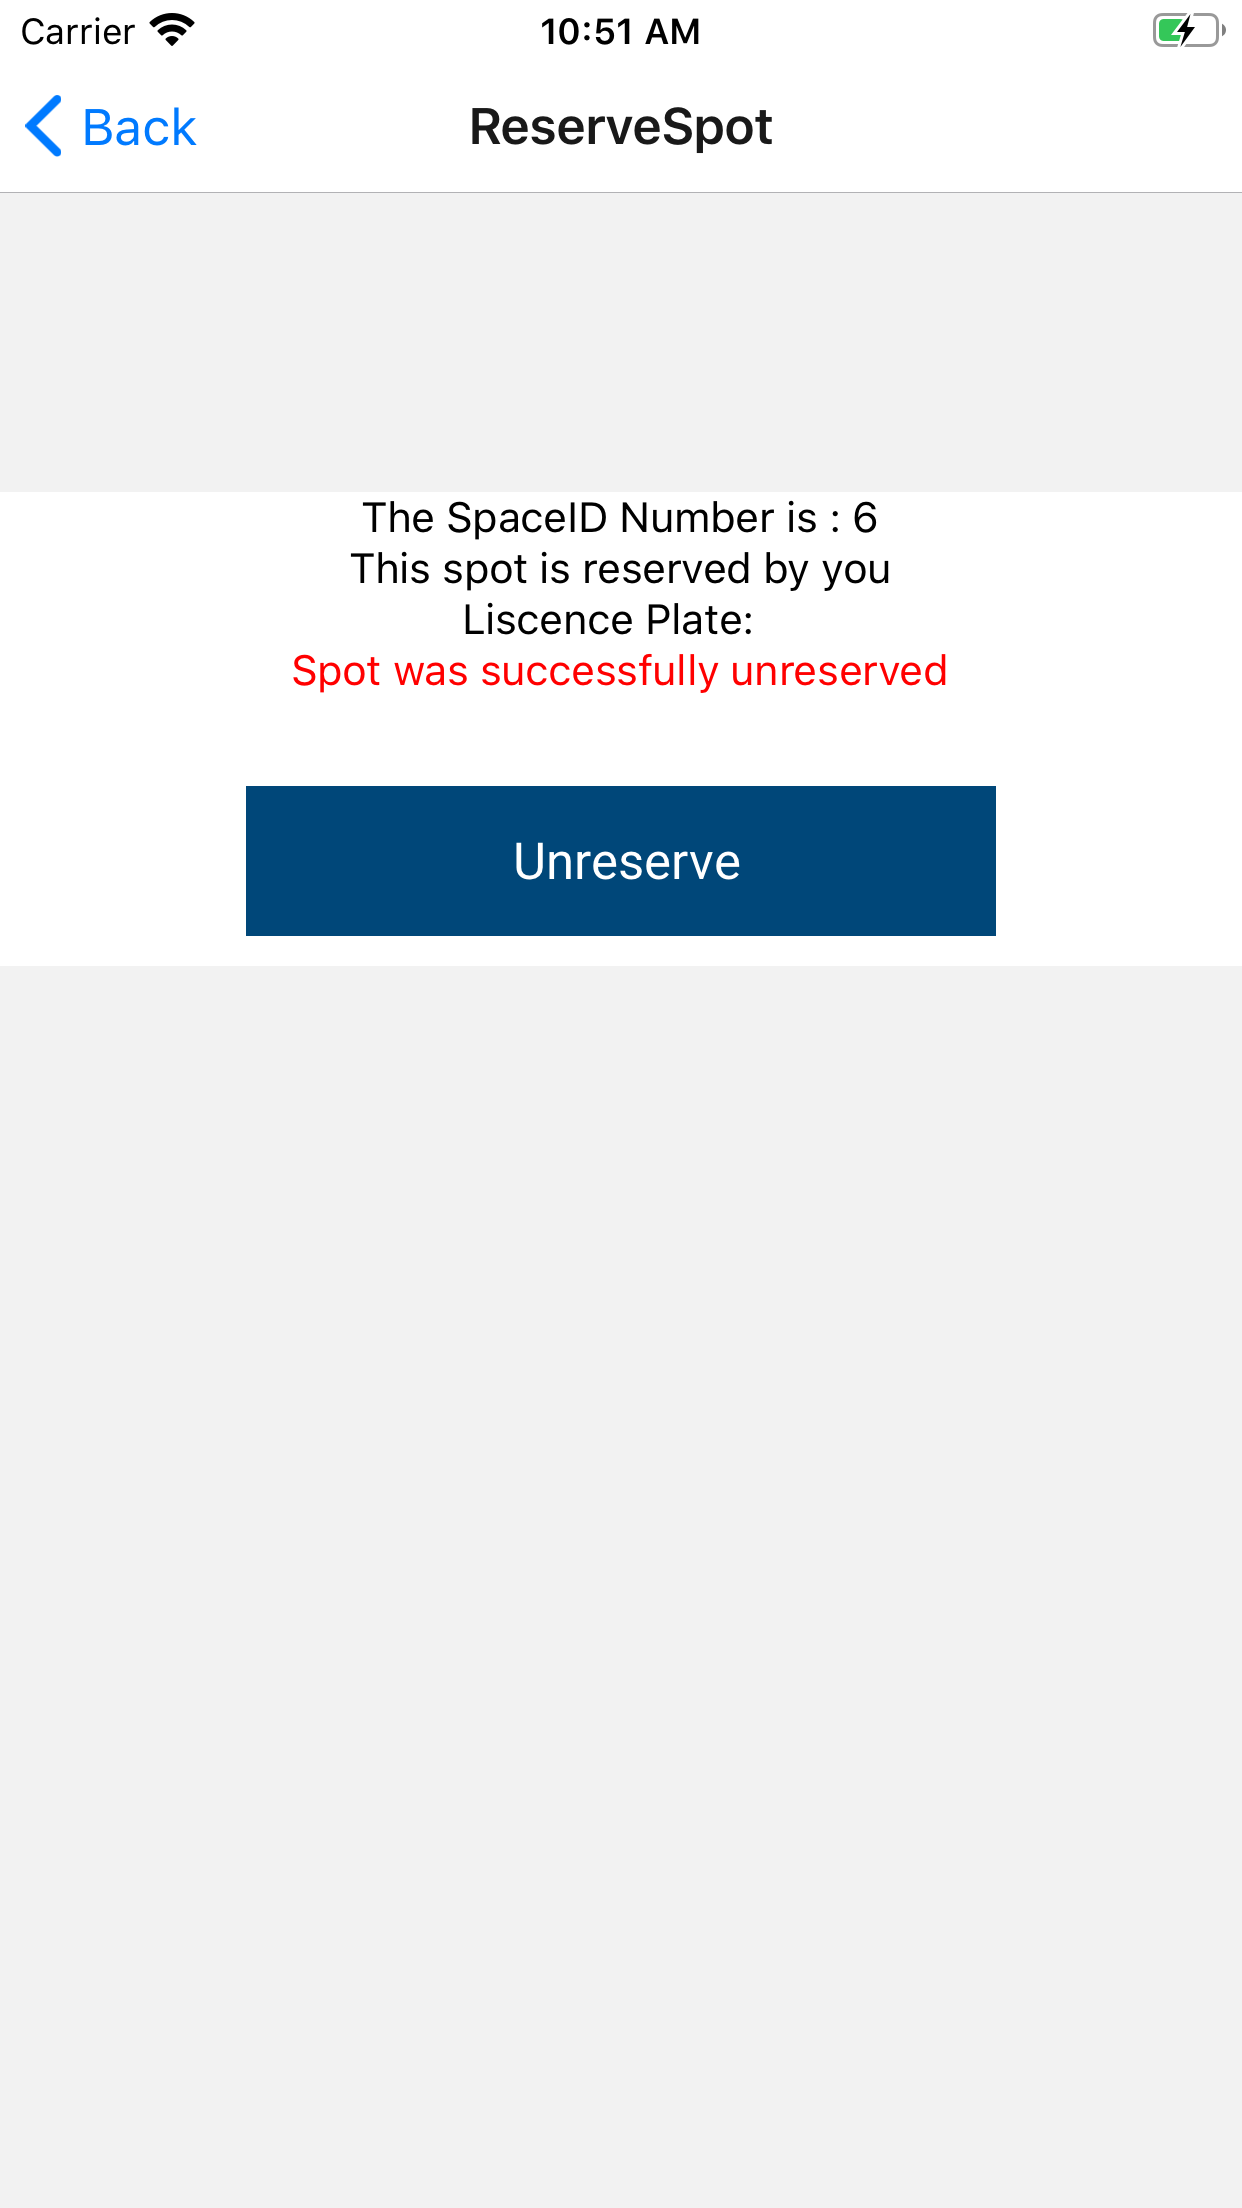 Carrier 10:51 AM
Back ReserveSpot
The SpaceID Number is : 6
This spot is reserved by you
Liscence Plate:
Spot was successfully unreserved
Unreserve